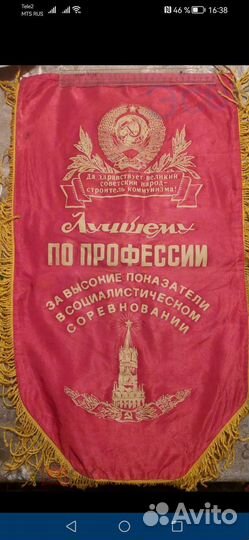 Tele2
MTS RUS
46 %
16:38
Да здравствует великий
советский народ–
строитель коммунизма!
Лучшему
ПО ПРОФЕССИИ
ЗА ВЫСОКИЕ ПОКАЗАТЕЛИ
В СОЦИАЛИСТИЧЕСКОМ
СОРЕВНОВАНИИ
Avito